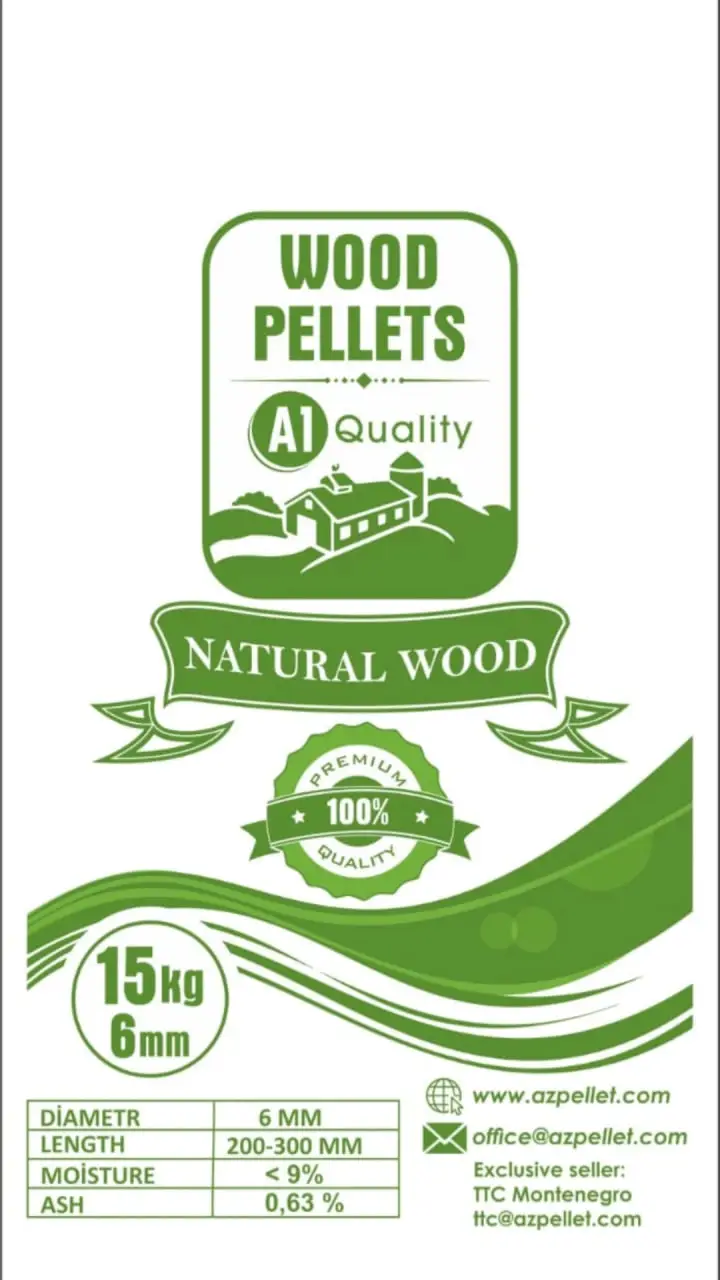 WOOD
PELLETS
A1 Quality
NATURAL WOOD
PREMIUM
100%
QUALITY
15kg
6mm
DİAMETR 6 MM
LENGTH 200-300 MM
MOİSTURE < 9%
ASH 0,63 %
www.azpellet.com
office@azpellet.com
Exclusive seller:
TTC Montenegro
ttc@azpellet.com